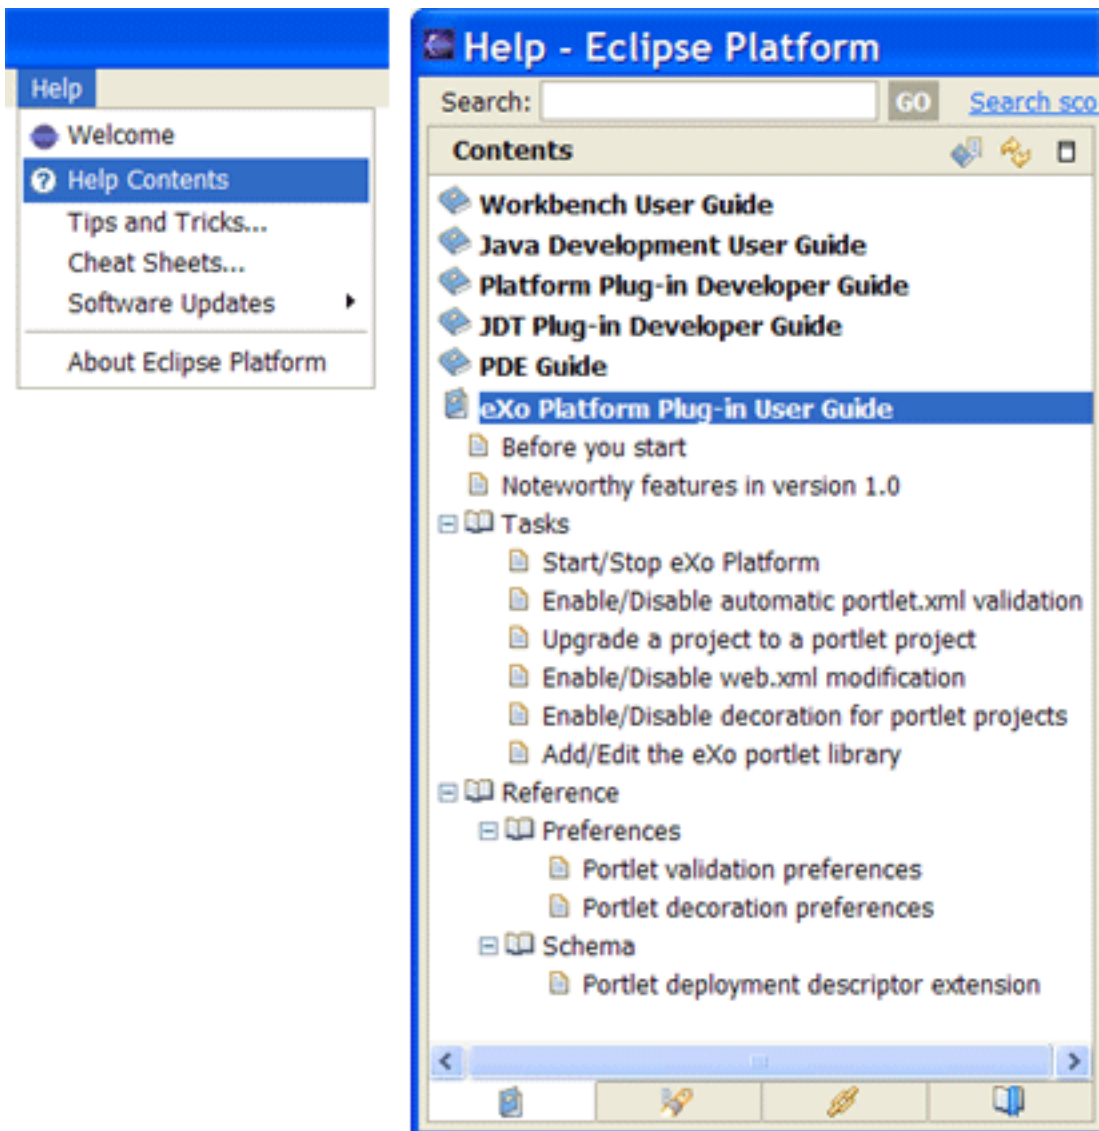 Help
Welcome
Help Contents
Tips and Tricks...
Cheat Sheets...
Software Updates
About Eclipse Platform
Help - Eclipse Platform
Search:
GO
Search sco
Contents
Workbench User Guide
Java Development User Guide
Platform Plug-in Developer Guide
JDT Plug-in Developer Guide
PDE Guide
eXo Platform Plug-in User Guide
Before you start
Noteworthy features in version 1.0
Tasks
Start/Stop eXo Platform
Enable/Disable automatic portlet.xml validation
Upgrade a project to a portlet project
Enable/Disable web.xml modification
Enable/Disable decoration for portlet projects
Add/Edit the eXo portlet library
Reference
Preferences
Portlet validation preferences
Portlet decoration preferences
Schema
Portlet deployment descriptor extension